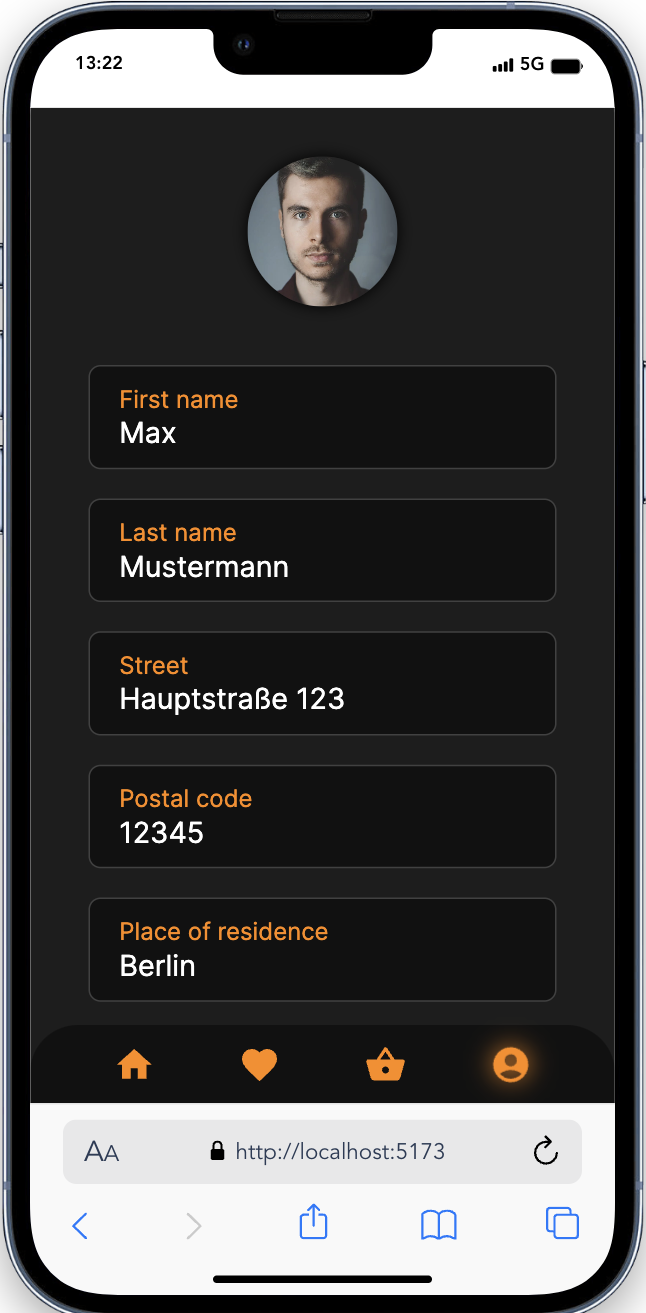 13:22
5G
First name
Max
Last name
Mustermann
Street
Hauptstraße 123
Postal code
12345
Place of residence
Berlin
AA
http://localhost:5173